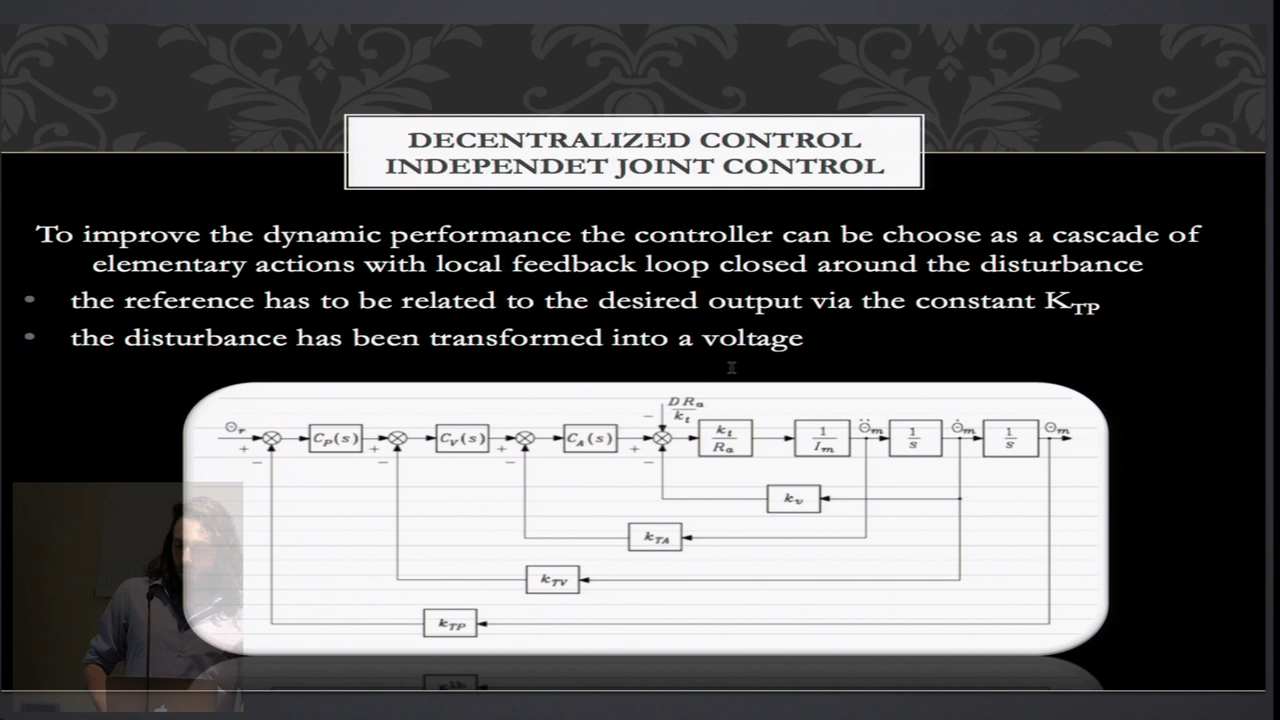 DECENTRALIZED CONTROL
INDEPENDET JOINT CONTROL
To improve the dynamic performance the controller can be choose as a cascade of
elementary actions with local feedback loop closed around the disturbance
• the reference has to be related to the desired output via the constant K_TP
• the disturbance has been transformed into a voltage
D R_a
k_t
Θ_r C_P(s) C_V(s) C_A(s) k_t/R_a 1/I_m Θ̈_m 1/s Θ̇_m 1/s Θ_m
+ − + − + − + − −
k_v
k_TA
k_TV
k_TP